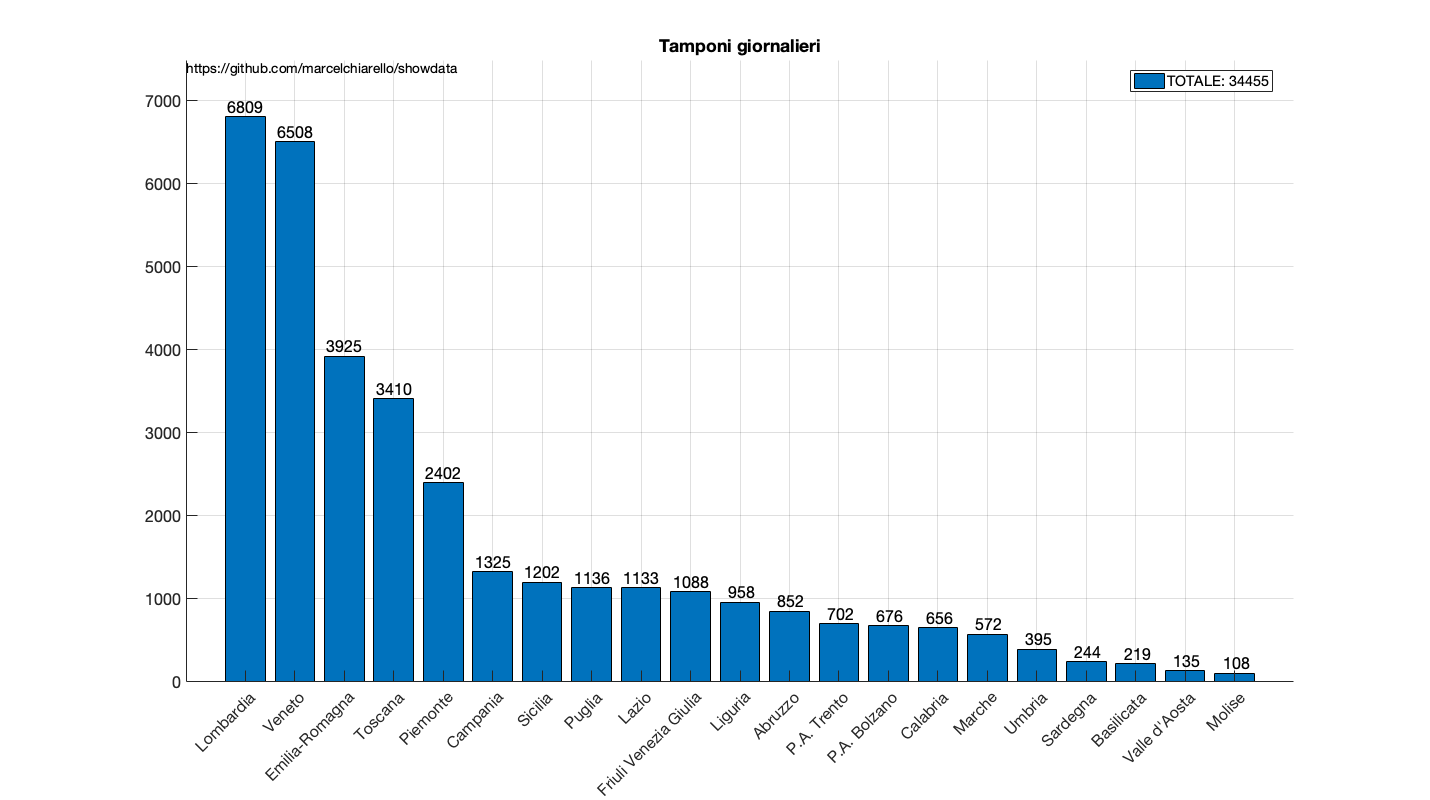 Tamponi giornalieri
https://github.com/marcelchiarello/showdata
TOTALE: 34455
7000
6000
5000
4000
3000
2000
1000
0
6809
6508
3925
3410
2402
1325
1202
1136
1133
1088
958
852
702
676
656
572
395
244
219
135
108
Lombardia
Veneto
Emilia-Romagna
Toscana
Piemonte
Campania
Sicilia
Puglia
Lazio
Friuli Venezia Giulia
Liguria
Abruzzo
P.A. Trento
P.A. Bolzano
Calabria
Marche
Umbria
Sardegna
Basilicata
Valle d'Aosta
Molise